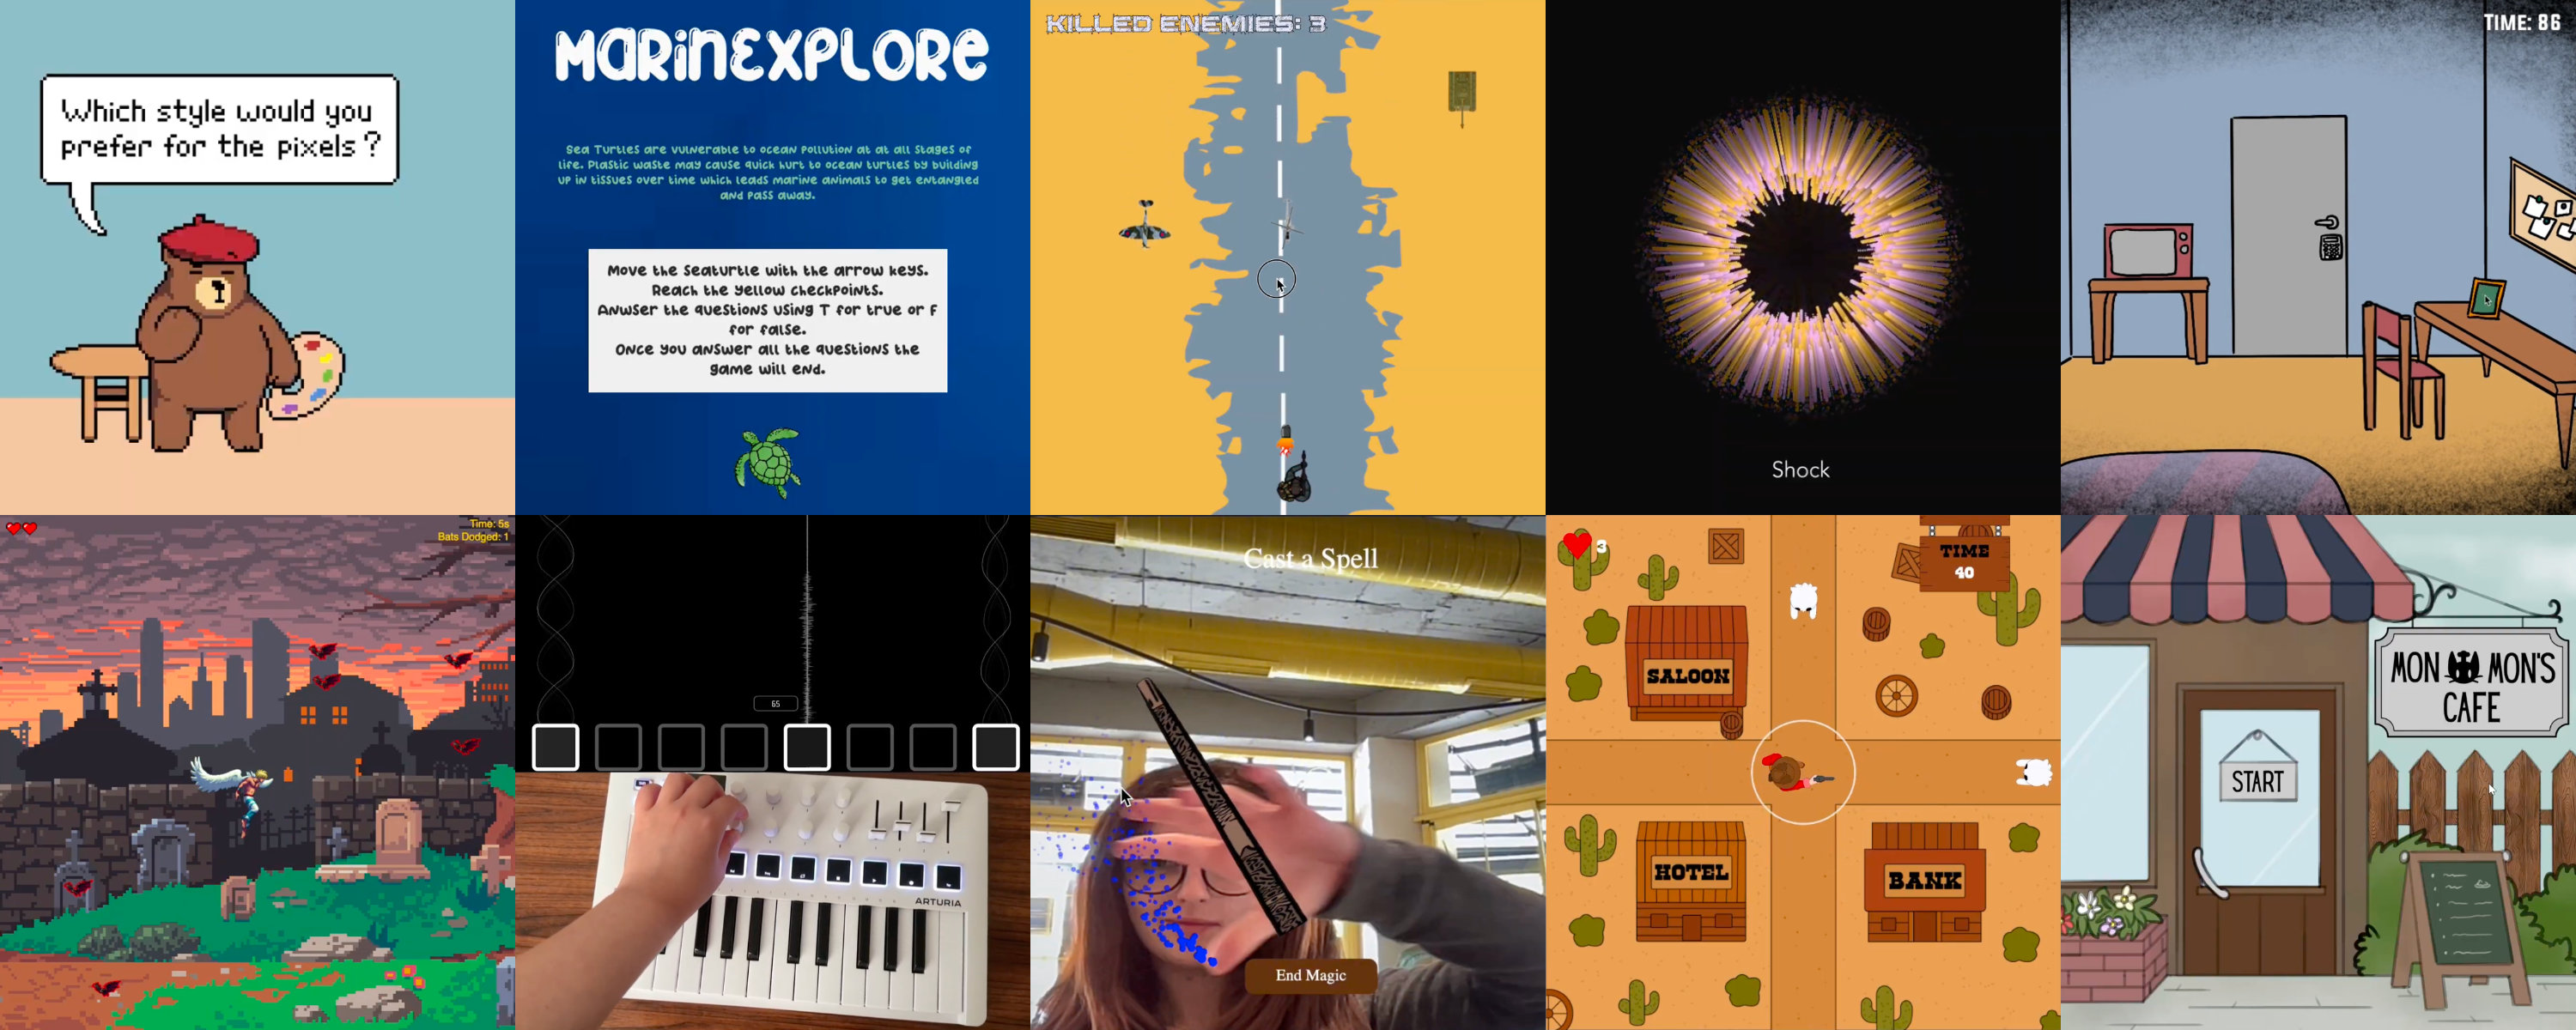 Which style would you
prefer for the pixels ?
MARINEXPLORE
Sea Turtles are vulnerable to ocean pollution at at all stages of
life. Plastic waste may cause quick hurt to ocean turtles by building
up in tissues over time which leads marine animals to get entangled
and pass away.
Move the Seaturtle with the arrow keys.
Reach the yellow checkpoints.
Anwser the questions using T for true or F
for false.
Once you answer all the questions the
game will end.
KILLED ENEMIES: 3
Shock
TIME: 86
Time: 5s
Bats Dodged: 1
65
ARTURIA
Cast a Spell
End Magic
3
TIME
40
SALOON
HOTEL
BANK
MON MON'S
CAFE
START